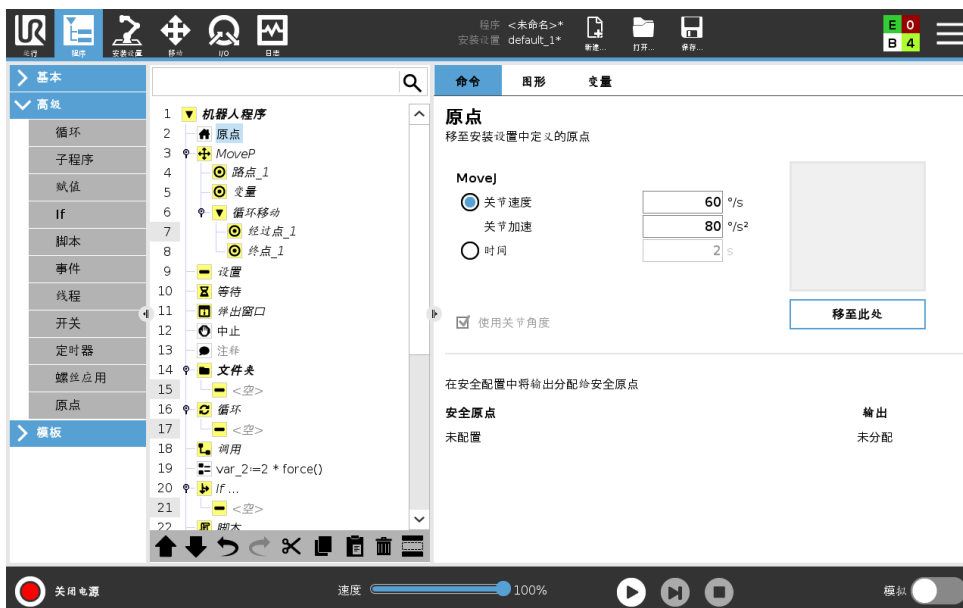 UR
运行 程序 安装设置 移动 I/O 日志
程序 <未命名>*
安装设置 default_1*
新建... 打开... 保存...
E 0
B 4
基本
高级
循环
子程序
赋值
If
脚本
事件
线程
开关
定时器
螺丝应用
原点
模板
1 机器人程序
2 原点
3 MoveP
4 路点_1
5 变量
6 循环移动
7 经过点_1
8 终点_1
9 设置
10 等待
11 弹出窗口
12 中止
13 注释
14 文件夹
15 <空>
16 循环
17 <空>
18 调用
19 var_2:=2 * force()
20 If ...
21 <空>
22 脚本
命令 图形 变量
原点
移至安装设置中定义的原点
MoveJ
关节速度 60 °/s
关节加速 80 °/s²
时间 2 s
使用关节角度
移至此处
在安全配置中将输出分配给安全原点
安全原点 输出
未配置 未分配
关闭电源
速度 100%
模拟